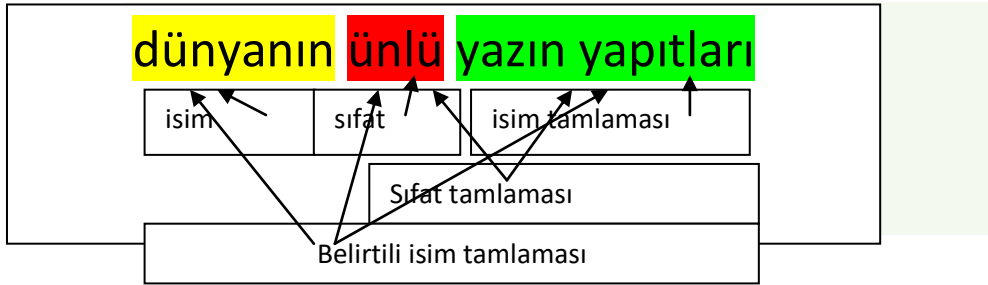 dünyanın ünlü yazın yapıtları
isim sıfat isim tamlaması
Sıfat tamlaması
Belirtili isim tamlaması